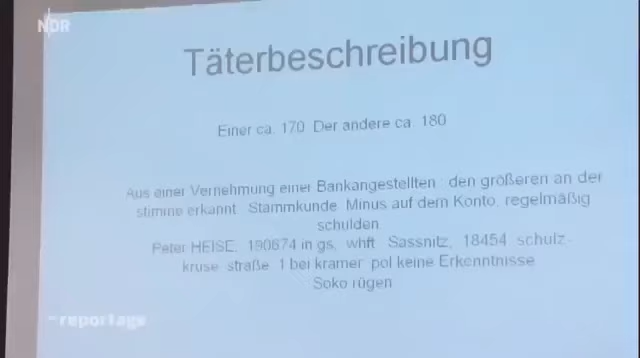 NDR
Täterbeschreibung
Einer ca. 170 Der andere ca. 180
Aus einer Vernehmung einer Bankangestellten : den größeren an der
stimme erkannt Stammkunde. Minus auf dem Konto, regelmäßig
schulden
Peter HEISE, 190674 in gs, whft Sassnitz, 18454 schulz-
kruse straße 1 bei kramer pol keine Erkenntnisse
Soko rügen
reportage